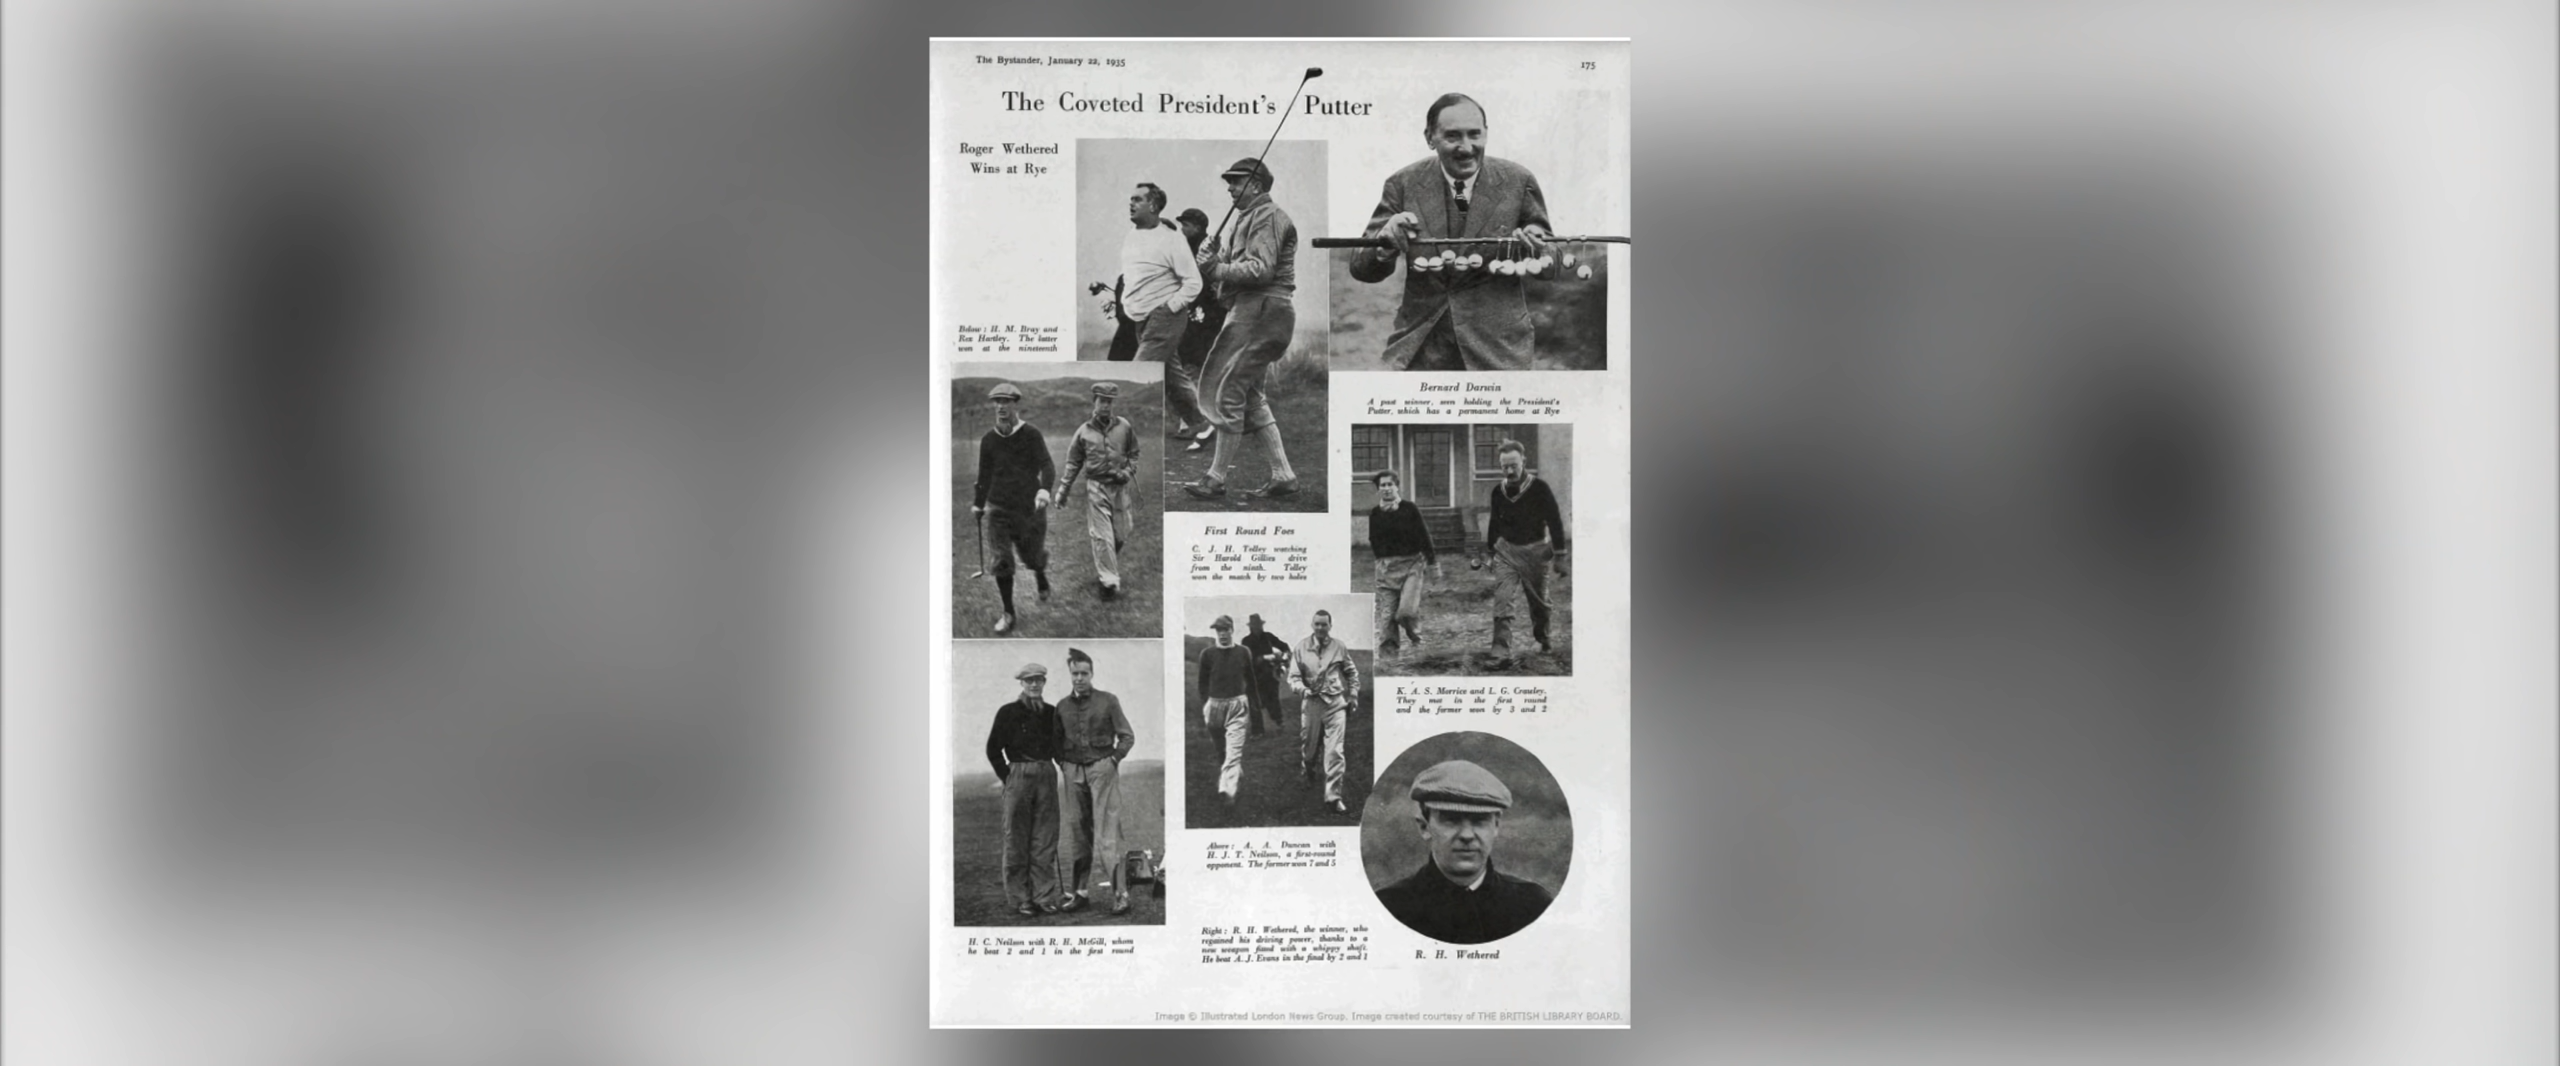 The Bystander, January 22, 1935
175
The Coveted President's Putter
Roger Wethered
Wins at Rye
Below : H. M. Bray and
Rex Hartley. The latter
won at the nineteenth
Bernard Darwin
A past winner, seen holding the President's
Putter, which has a permanent home at Rye
First Round Foes
C. J. H. Tolley watching
Sir Harold Gillies drive
from the ninth. Tolley
won the match by two holes
K. A. S. Morrice and L. G. Crawley.
They met in the first round
and the former won by 3 and 2
Above : A. A. Duncan with
H. J. T. Neilson, a first-round
opponent. The former won 7 and 5
H. C. Neilson with R. H. McGill, whom
he beat 2 and 1 in the first round
Right : R. H. Wethered, the winner, who
regained his driving power, thanks to a
new weapon fitted with a whippy shaft.
He beat A. J. Evans in the final by 2 and 1
R. H. Wethered
Image © Illustrated London News Group. Image created courtesy of THE BRITISH LIBRARY BOARD.